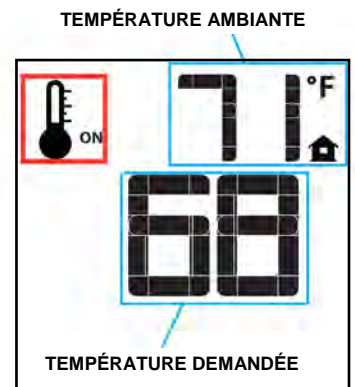 TEMPÉRATURE AMBIANTE
ON 71 °F
68
TEMPÉRATURE DEMANDÉE